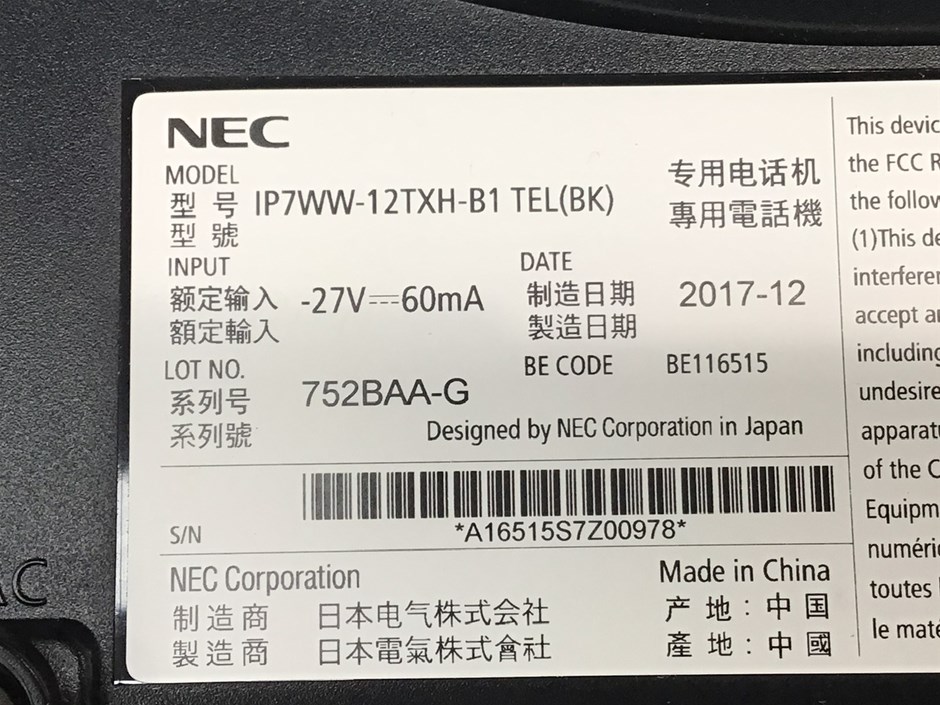 NEC
MODEL
型 号 IP7WW-12TXH-B1 TEL(BK) 专用电话机
型 號 專用電話機
INPUT DATE
额定输入 -27V⎓60mA 制造日期 2017-12
額定輸入 製造日期
LOT NO. BE CODE BE116515
系列号 752BAA-G
系列號
Designed by NEC Corporation in Japan
S/N *A16515S7Z00978*
NEC Corporation Made in China
制造商 日本电气株式会社 产 地：中 国
製造商 日本電氣株式會社 產 地：中 國
This devic
the FCC R
the follow
(1)This de
interferen
accept an
including
undesire
apparatu
of the C
Equipm
numéri
toutes
le maté
AC